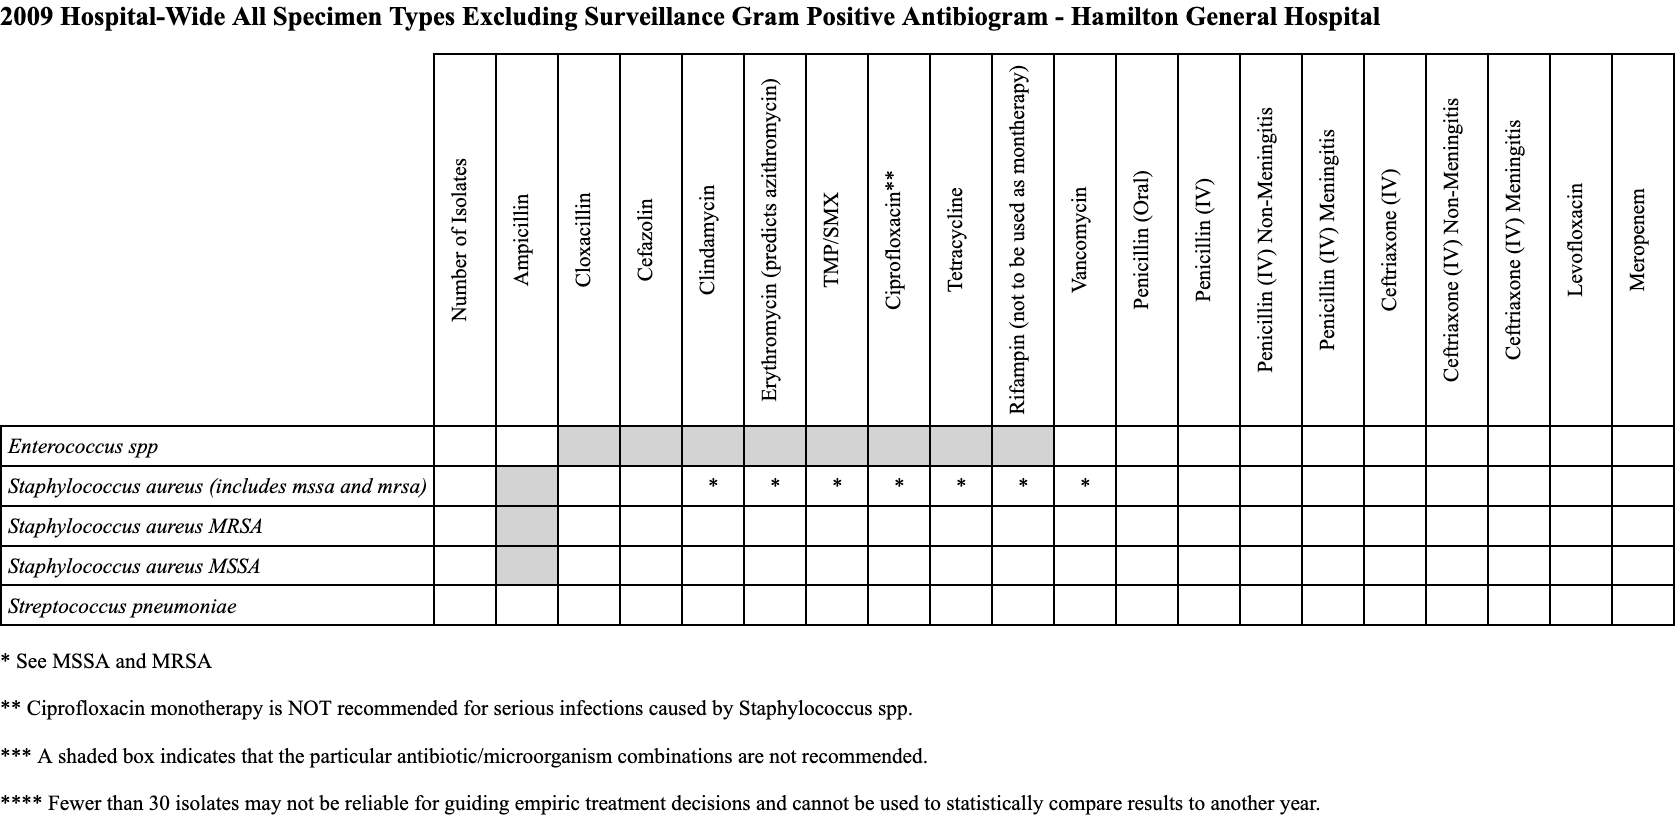 2009 Hospital-Wide All Specimen Types Excluding Surveillance Gram Positive Antibiogram - Hamilton General Hospital
Number of Isolates
Ampicillin
Cloxacillin
Cefazolin
Clindamycin
Erythromycin (predicts azithromycin)
TMP/SMX
Ciprofloxacin**
Tetracycline
Rifampin (not to be used as montherapy)
Vancomycin
Penicillin (Oral)
Penicillin (IV)
Penicillin (IV) Non-Meningitis
Penicillin (IV) Meningitis
Ceftriaxone (IV)
Ceftriaxone (IV) Non-Meningitis
Ceftriaxone (IV) Meningitis
Levofloxacin
Meropenem
Enterococcus spp
Staphylococcus aureus (includes mssa and mrsa) * * * * * * *
Staphylococcus aureus MRSA
Staphylococcus aureus MSSA
Streptococcus pneumoniae
* See MSSA and MRSA
** Ciprofloxacin monotherapy is NOT recommended for serious infections caused by Staphylococcus spp.
*** A shaded box indicates that the particular antibiotic/microorganism combinations are not recommended.
**** Fewer than 30 isolates may not be reliable for guiding empiric treatment decisions and cannot be used to statistically compare results to another year.